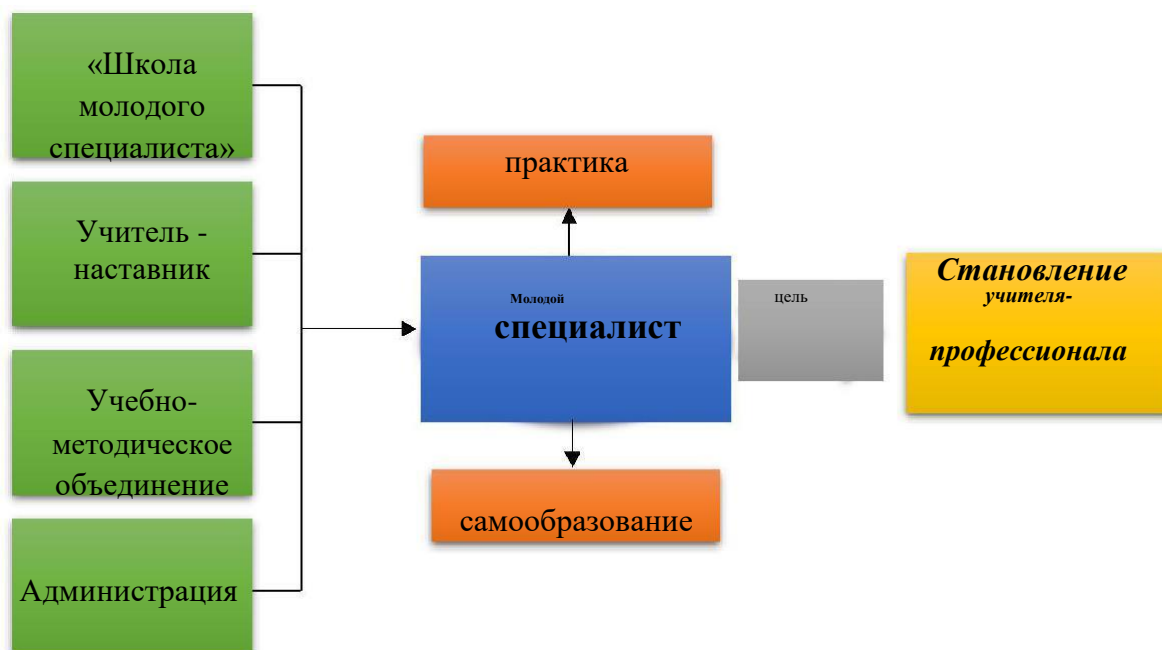 «Школа
молодого
специалиста»
Учитель -
наставник
Учебно-
методическое
объединение
Администрация
практика
Молодой
специалист
самообразование
цель
Становление
учителя-
профессионала